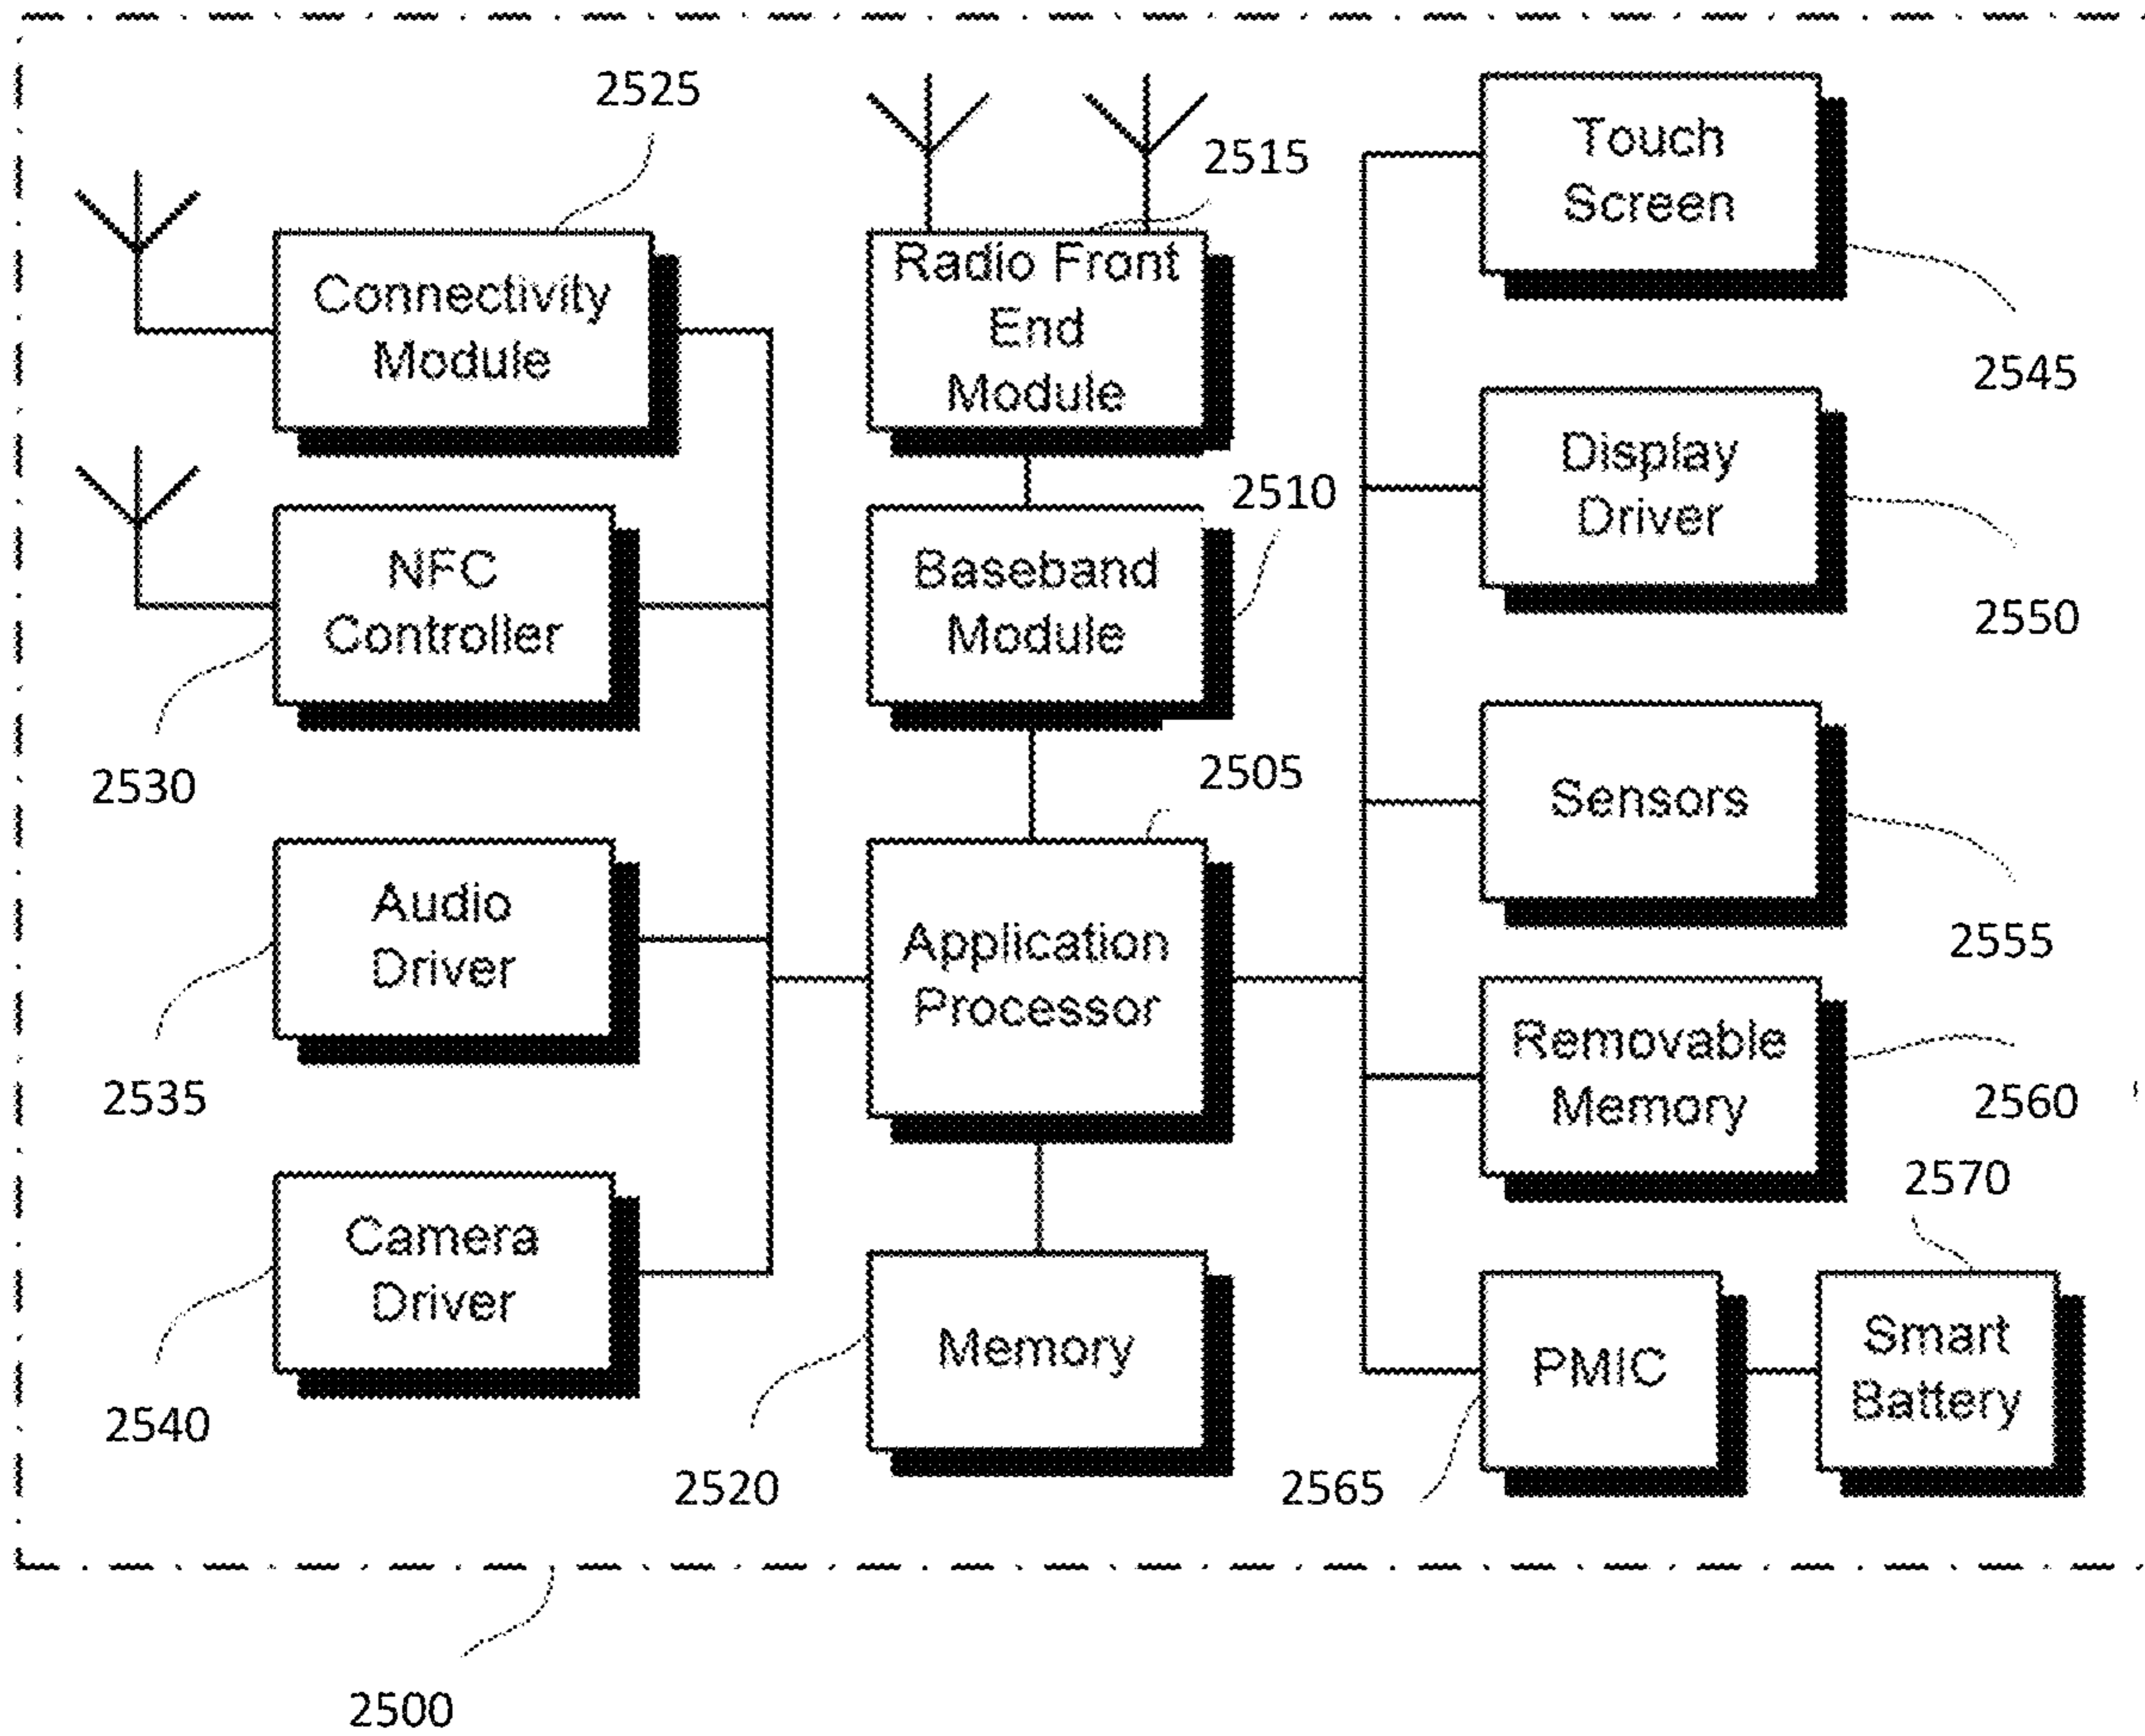 2525
2515
Touch
Screen
Connectivity
Module
Radio Front
End
Module
2545
Display
Driver
2510
NFC
Controller
Baseband
Module
2550
2530
2505
Sensors
Audio
Driver
Application
Processor
2555
Removable
Memory
2535
2560
2570
Camera
Driver
Memory
PMIC
Smart
Battery
2540
2520
2565
2500